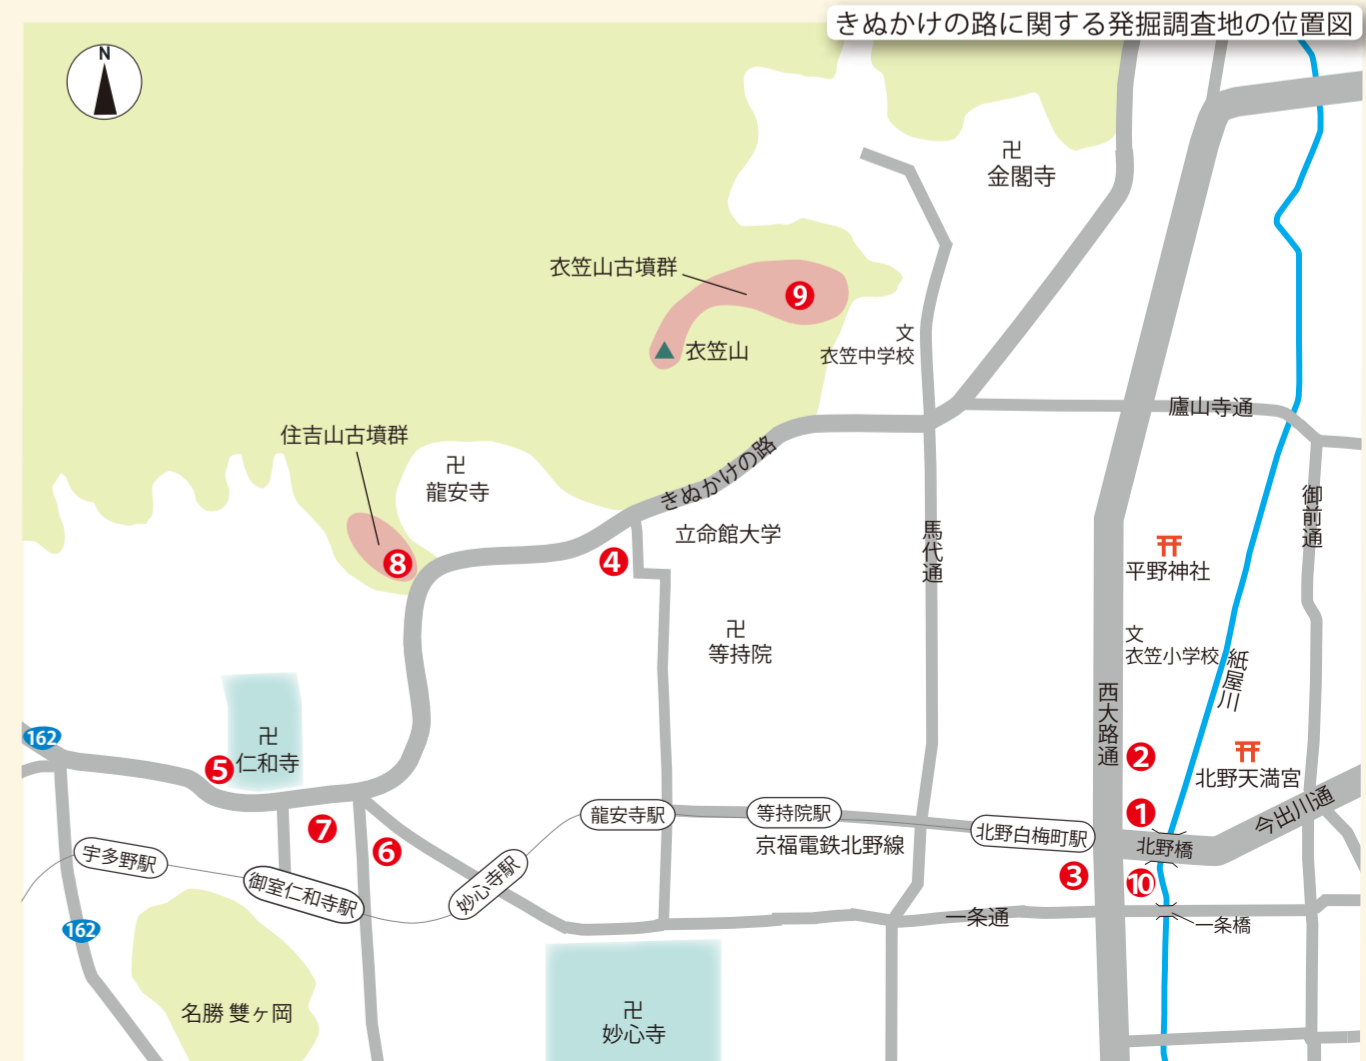 きぬかけの路に関する発掘調査地の位置図
N
卍
金閣寺
衣笠山古墳群
9
衣笠山
文
衣笠中学校
廬山寺通
住吉山古墳群
卍
龍安寺
きぬかけの路
立命館大学
馬代通
御前通
8
4
平野神社
卍
等持院
文
衣笠小学校
紙屋川
西大路通
162
卍
仁和寺
5
2
北野天満宮
7
6
龍安寺駅
等持院駅
京福電鉄北野線
北野白梅町駅
1
北野橋
今出川通
宇多野駅
御室仁和寺駅
妙心寺駅
3
10
162
一条通
一条橋
名勝 雙ヶ岡
卍
妙心寺